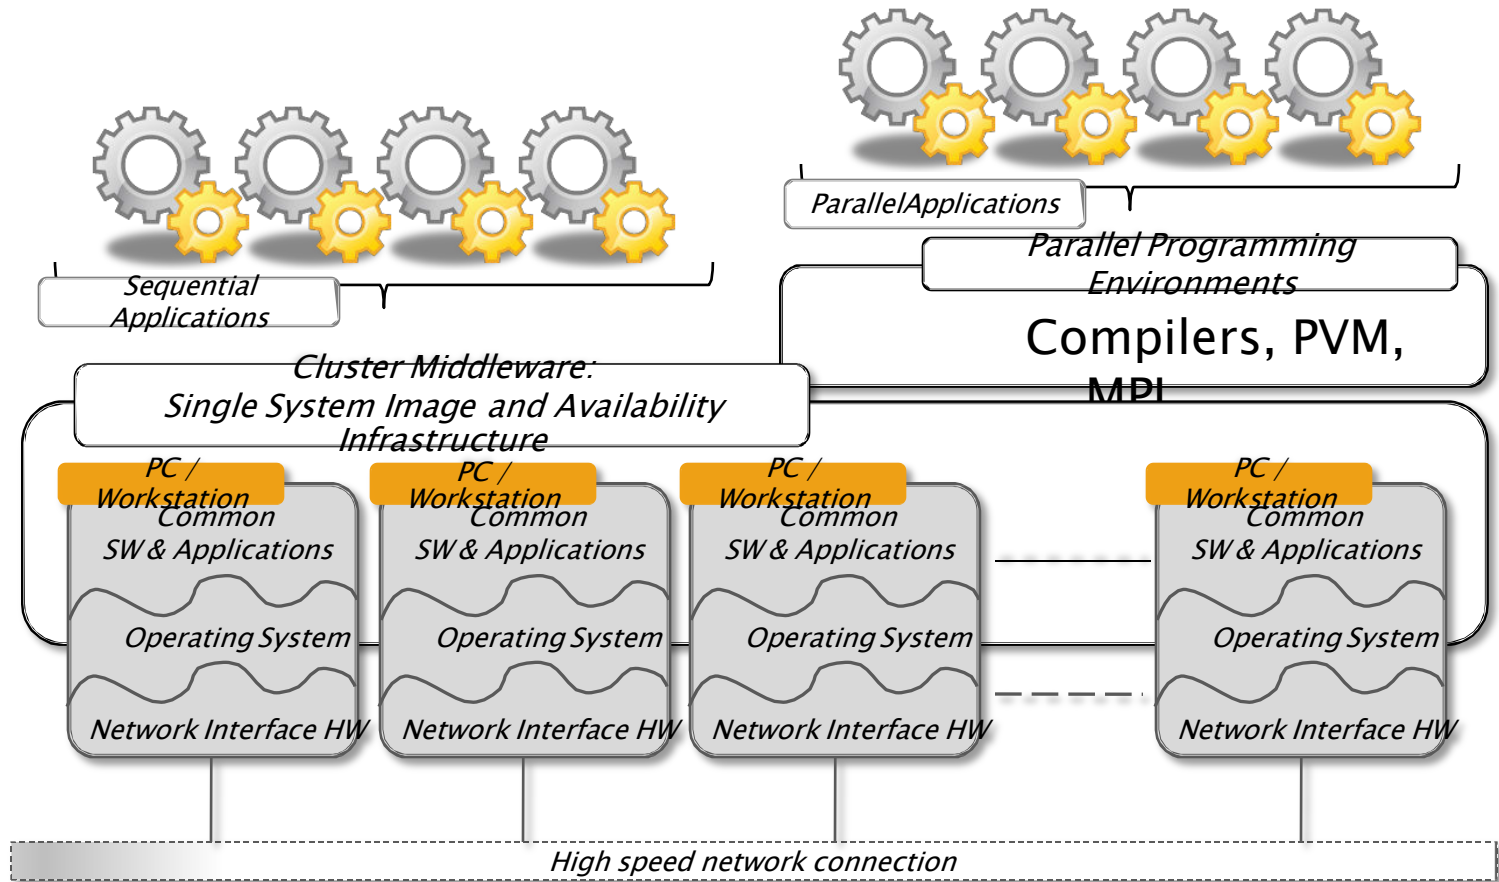 ParallelApplications
Parallel Programming
Environments
Sequential
Applications
Compilers, PVM,
MPI
Cluster Middleware:
Single System Image and Availability
Infrastructure
PC /
Workstation
Common
SW & Applications
Operating System
Network Interface HW
PC /
Workstation
Common
SW & Applications
Operating System
Network Interface HW
PC /
Workstation
Common
SW & Applications
Operating System
Network Interface HW
PC /
Workstation
Common
SW & Applications
Operating System
Network Interface HW
High speed network connection